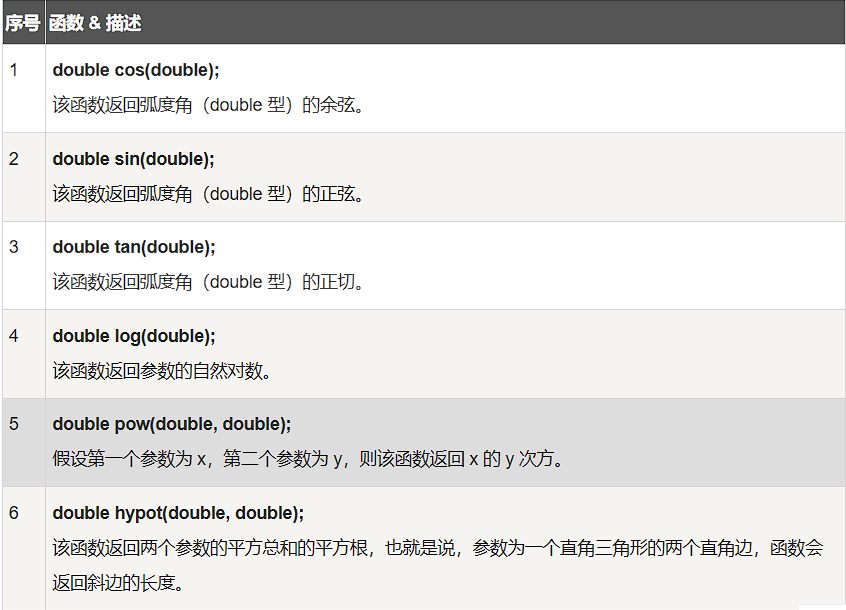 序号 函数 & 描述
1 double cos(double);
该函数返回弧度角（double 型）的余弦。
2 double sin(double);
该函数返回弧度角（double 型）的正弦。
3 double tan(double);
该函数返回弧度角（double 型）的正切。
4 double log(double);
该函数返回参数的自然对数。
5 double pow(double, double);
假设第一个参数为 x，第二个参数为 y，则该函数返回 x 的 y 次方。
6 double hypot(double, double);
该函数返回两个参数的平方总和的平方根，也就是说，参数为一个直角三角形的两个直角边，函数会
返回斜边的长度。